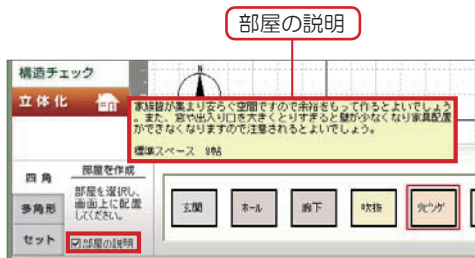 部屋の説明
構造チェック
N
立体化
家族皆が集まり安らぐ空間ですので余裕をもって作るとよいでしょう
。また、窓や出入り口を大きくとりすぎると壁が少なくなり家具配置
ができなくなりますので注意されるとよいでしょう。
標準スペース 8帖
四角
部屋を作成
部屋を選択し、
画面上に配置
してください。
多角形
セット
部屋の説明
玄関
ホール
廊下
吹抜